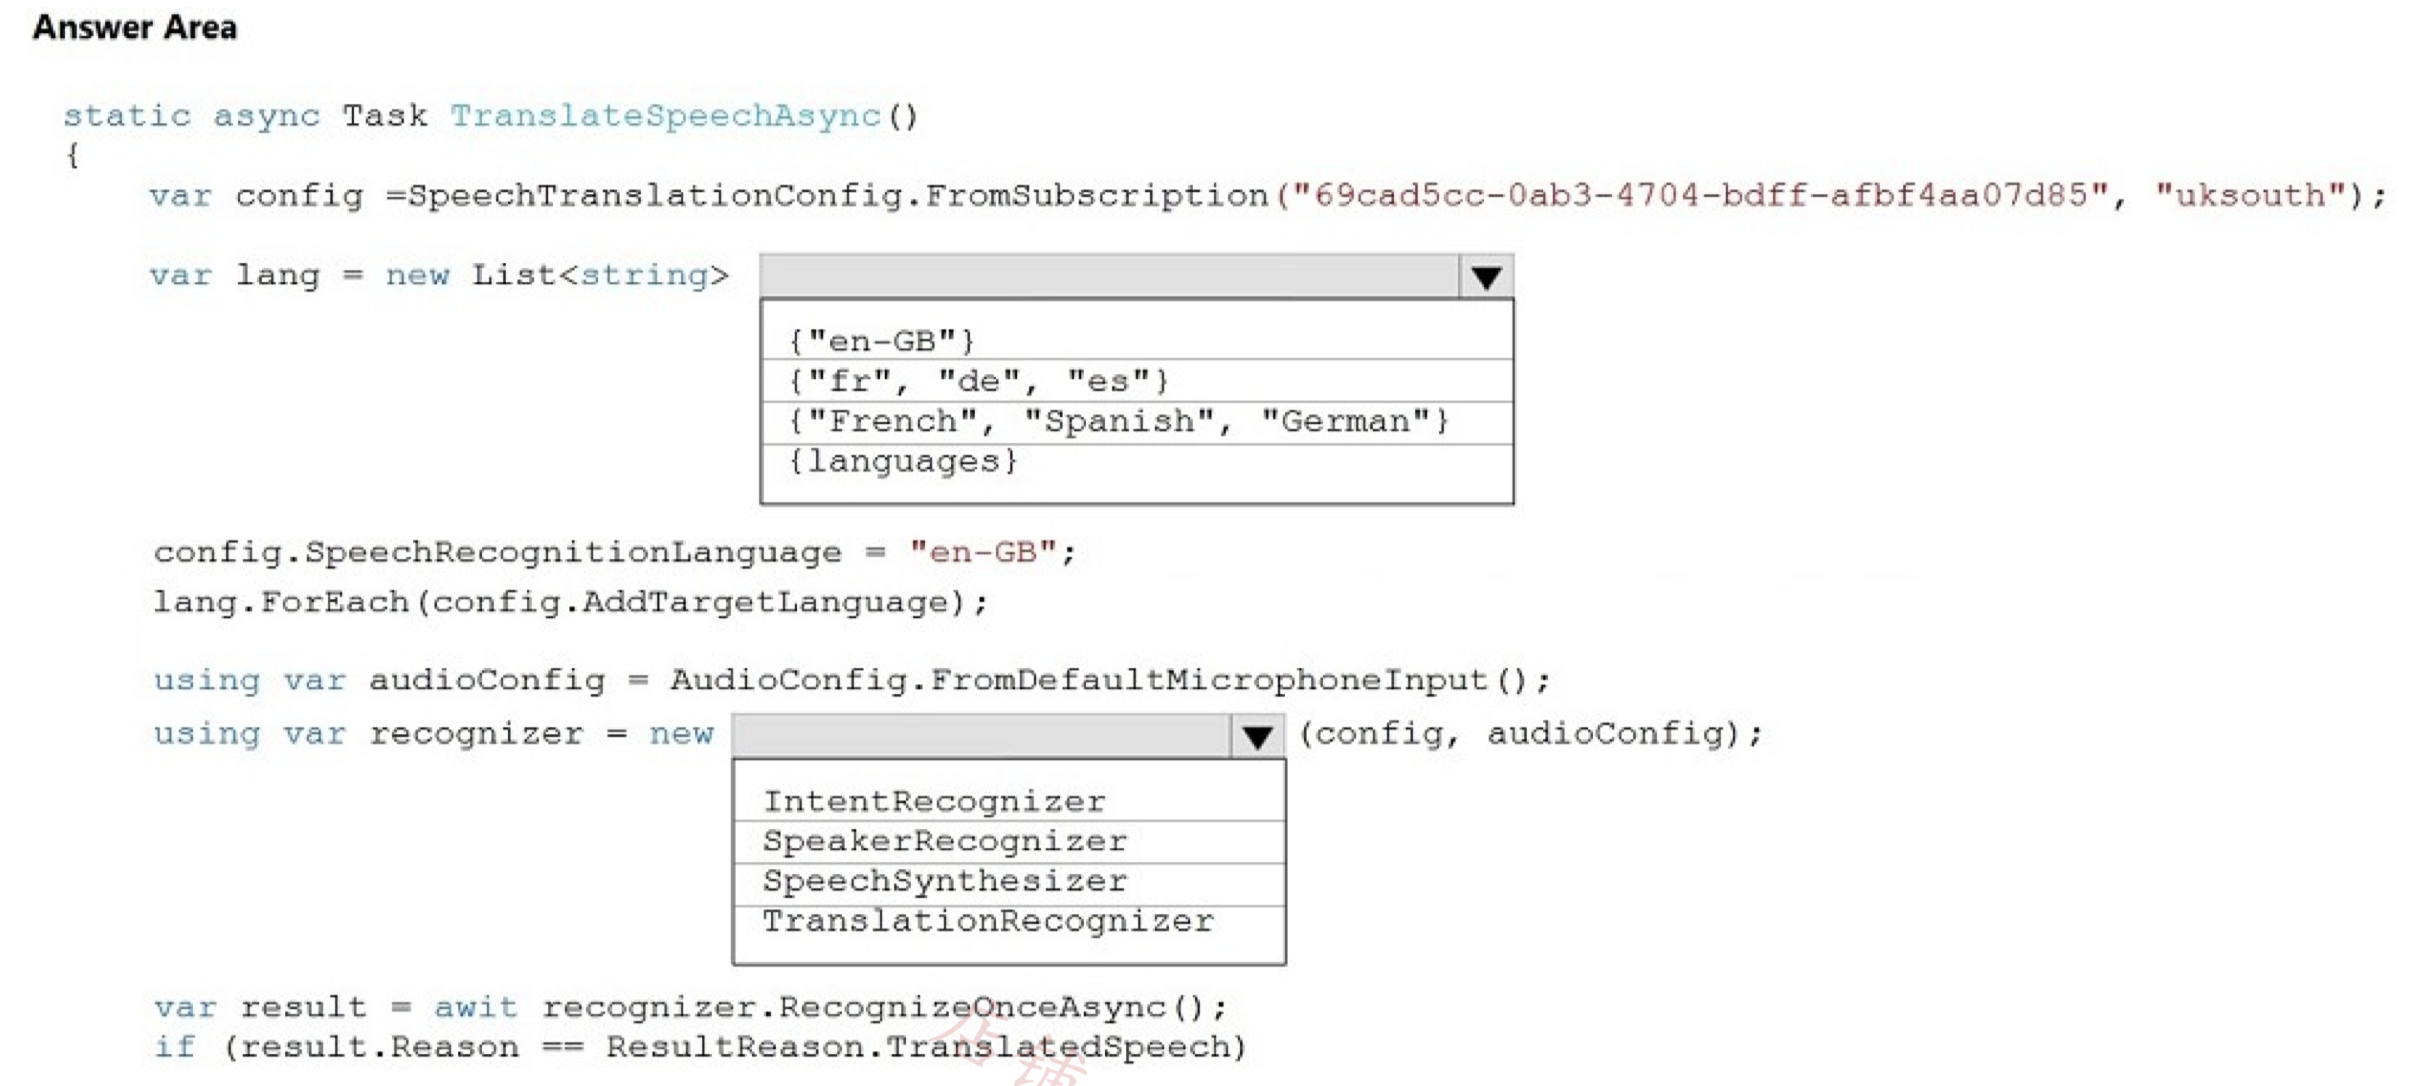 Answer Area
static async Task TranslateSpeechAsync()
{
var config =SpeechTranslationConfig.FromSubscription("69cad5cc-0ab3-4704-bdff-afbf4aa07d85", "uksouth");
var lang = new List<string>
{"en-GB"}
{"fr", "de", "es"}
{"French", "Spanish", "German"}
{languages}
config.SpeechRecognitionLanguage = "en-GB";
lang.ForEach(config.AddTargetLanguage);
using var audioConfig = AudioConfig.FromDefaultMicrophoneInput();
using var recognizer = new (config, audioConfig);
IntentRecognizer
SpeakerRecognizer
SpeechSynthesizer
TranslationRecognizer
var result = awit recognizer.RecognizeOnceAsync();
if (result.Reason == ResultReason.TranslatedSpeech)
店铺